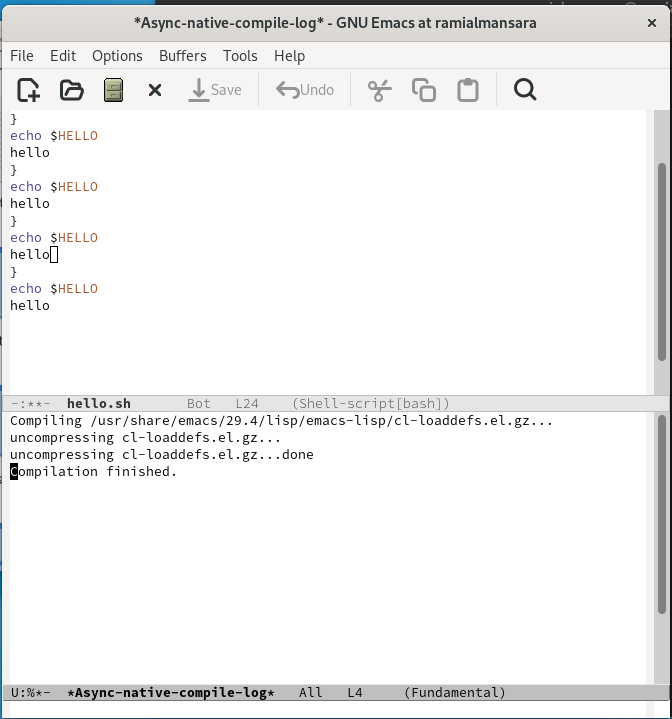 *Async-native-compile-log* - GNU Emacs at ramialmansara
File Edit Options Buffers Tools Help
Save Undo
}
echo $HELLO
hello
}
echo $HELLO
hello
}
echo $HELLO
hello
}
echo $HELLO
hello
-:**- hello.sh Bot L24 (Shell-script[bash])
Compiling /usr/share/emacs/29.4/lisp/emacs-lisp/cl-loaddefs.el.gz...
uncompressing cl-loaddefs.el.gz...
uncompressing cl-loaddefs.el.gz...done
Compilation finished.
U:%*- *Async-native-compile-log* All L4 (Fundamental)